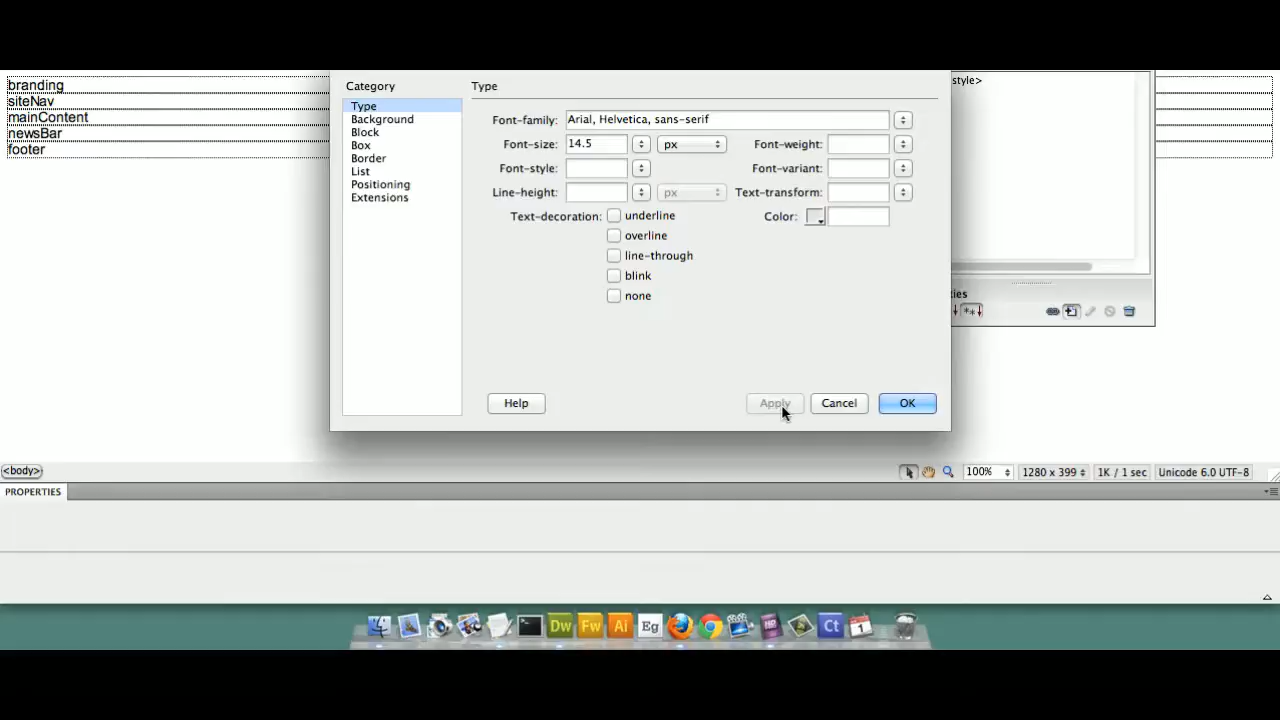 branding
siteNav
mainContent
newsBar
footer
Category
Type
Background
Block
Box
Border
List
Positioning
Extensions
Type
Font-family: Arial, Helvetica, sans-serif
Font-size: 14.5 px Font-weight:
Font-style: Font-variant:
Line-height: px Text-transform:
Text-decoration: underline Color:
overline
line-through
blink
none
Help Apply Cancel OK
style>
ies
<body> 100% 1280 x 399 1K / 1 sec Unicode 6.0 UTF-8
PROPERTIES
Dw Fw Ai Eg HD Ct 1